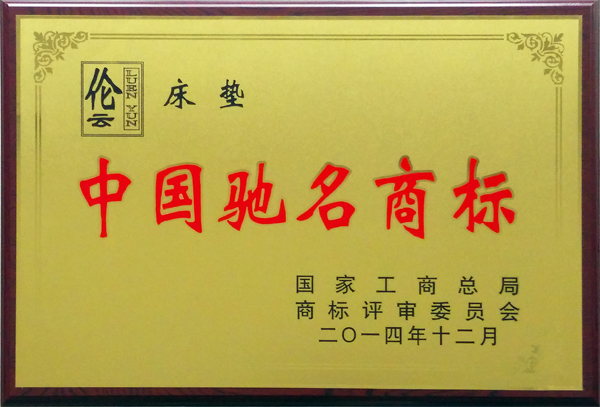 伦云 LUEN YUN 床垫
中国驰名商标
国家工商总局
商标评审委员会
二〇一四年十二月